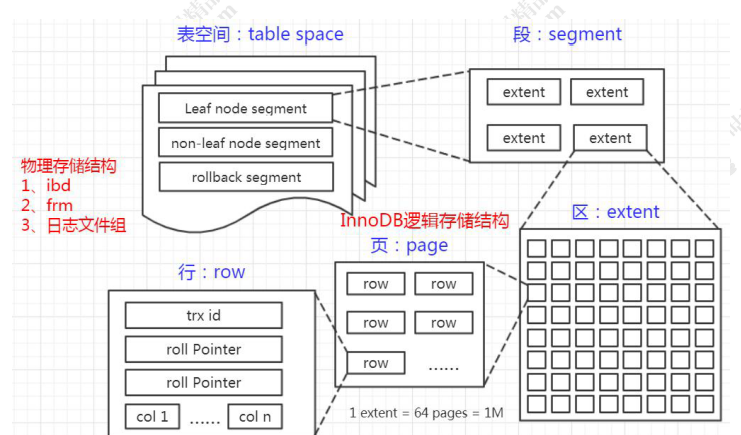 表空间：table space
段：segment
Leaf node segment
non-leaf node segment
rollback segment
extent
extent
extent
extent
物理存储结构
1、ibd
2、frm
3、日志文件组
InnoDB逻辑存储结构
区：extent
页：page
行：row
row
row
row
row
row
......
trx id
roll Pointer
roll Pointer
col 1 ...... col n
1 extent = 64 pages = 1M